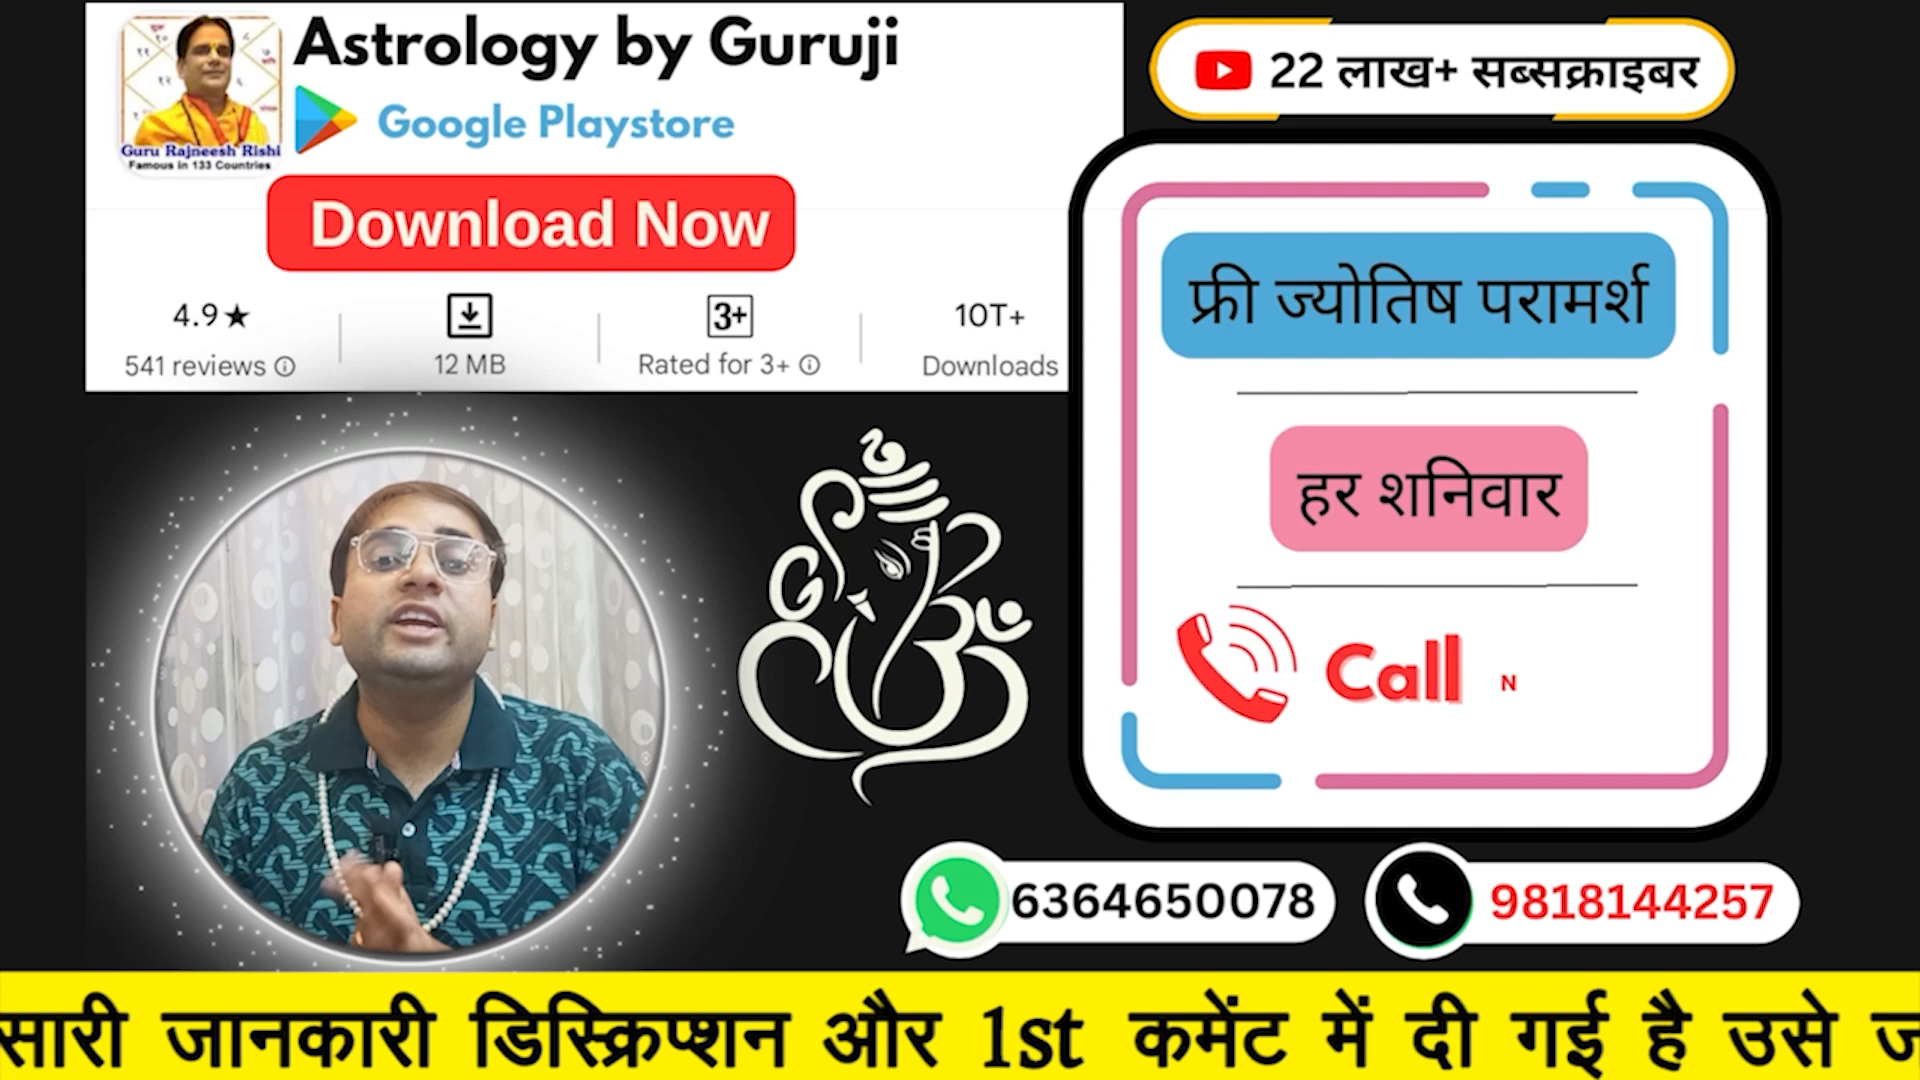 Astrology by Guruji
Guru Rajneesh Rishi
Famous in 133 Countries
Google Playstore
Download Now
4.9★
541 reviews
12 MB
3+
Rated for 3+
10T+
Downloads
22 लाख+ सब्सक्राइबर
फ्री ज्योतिष परामर्श
हर शनिवार
Call N
6364650078
9818144257
सारी जानकारी डिस्क्रिप्शन और 1st कमेंट में दी गई है उसे